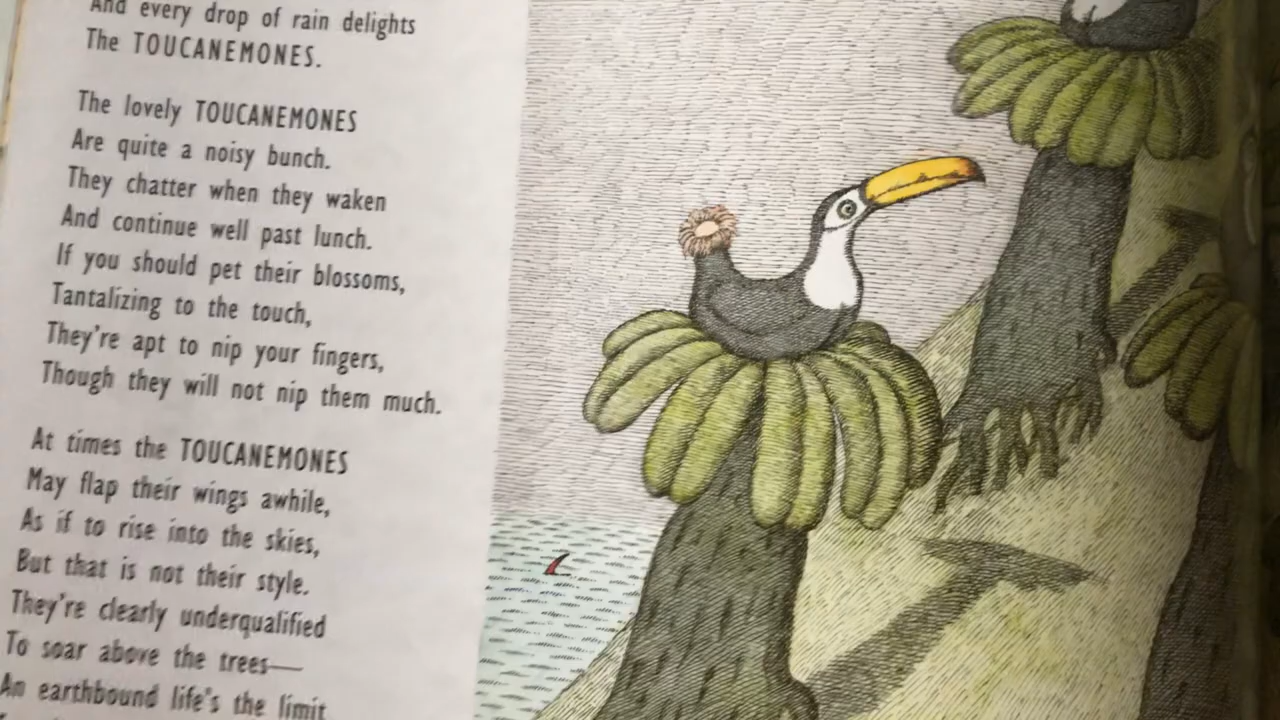 And every drop of rain delights
The TOUCANEMONES.
The lovely TOUCANEMONES
Are quite a noisy bunch.
They chatter when they waken
And continue well past lunch.
If you should pet their blossoms,
Tantalizing to the touch,
They're apt to nip your fingers,
Though they will not nip them much.
At times the TOUCANEMONES
May flap their wings awhile,
As if to rise into the skies,
But that is not their style.
They're clearly underqualified
To soar above the trees—
An earthbound life's the limit